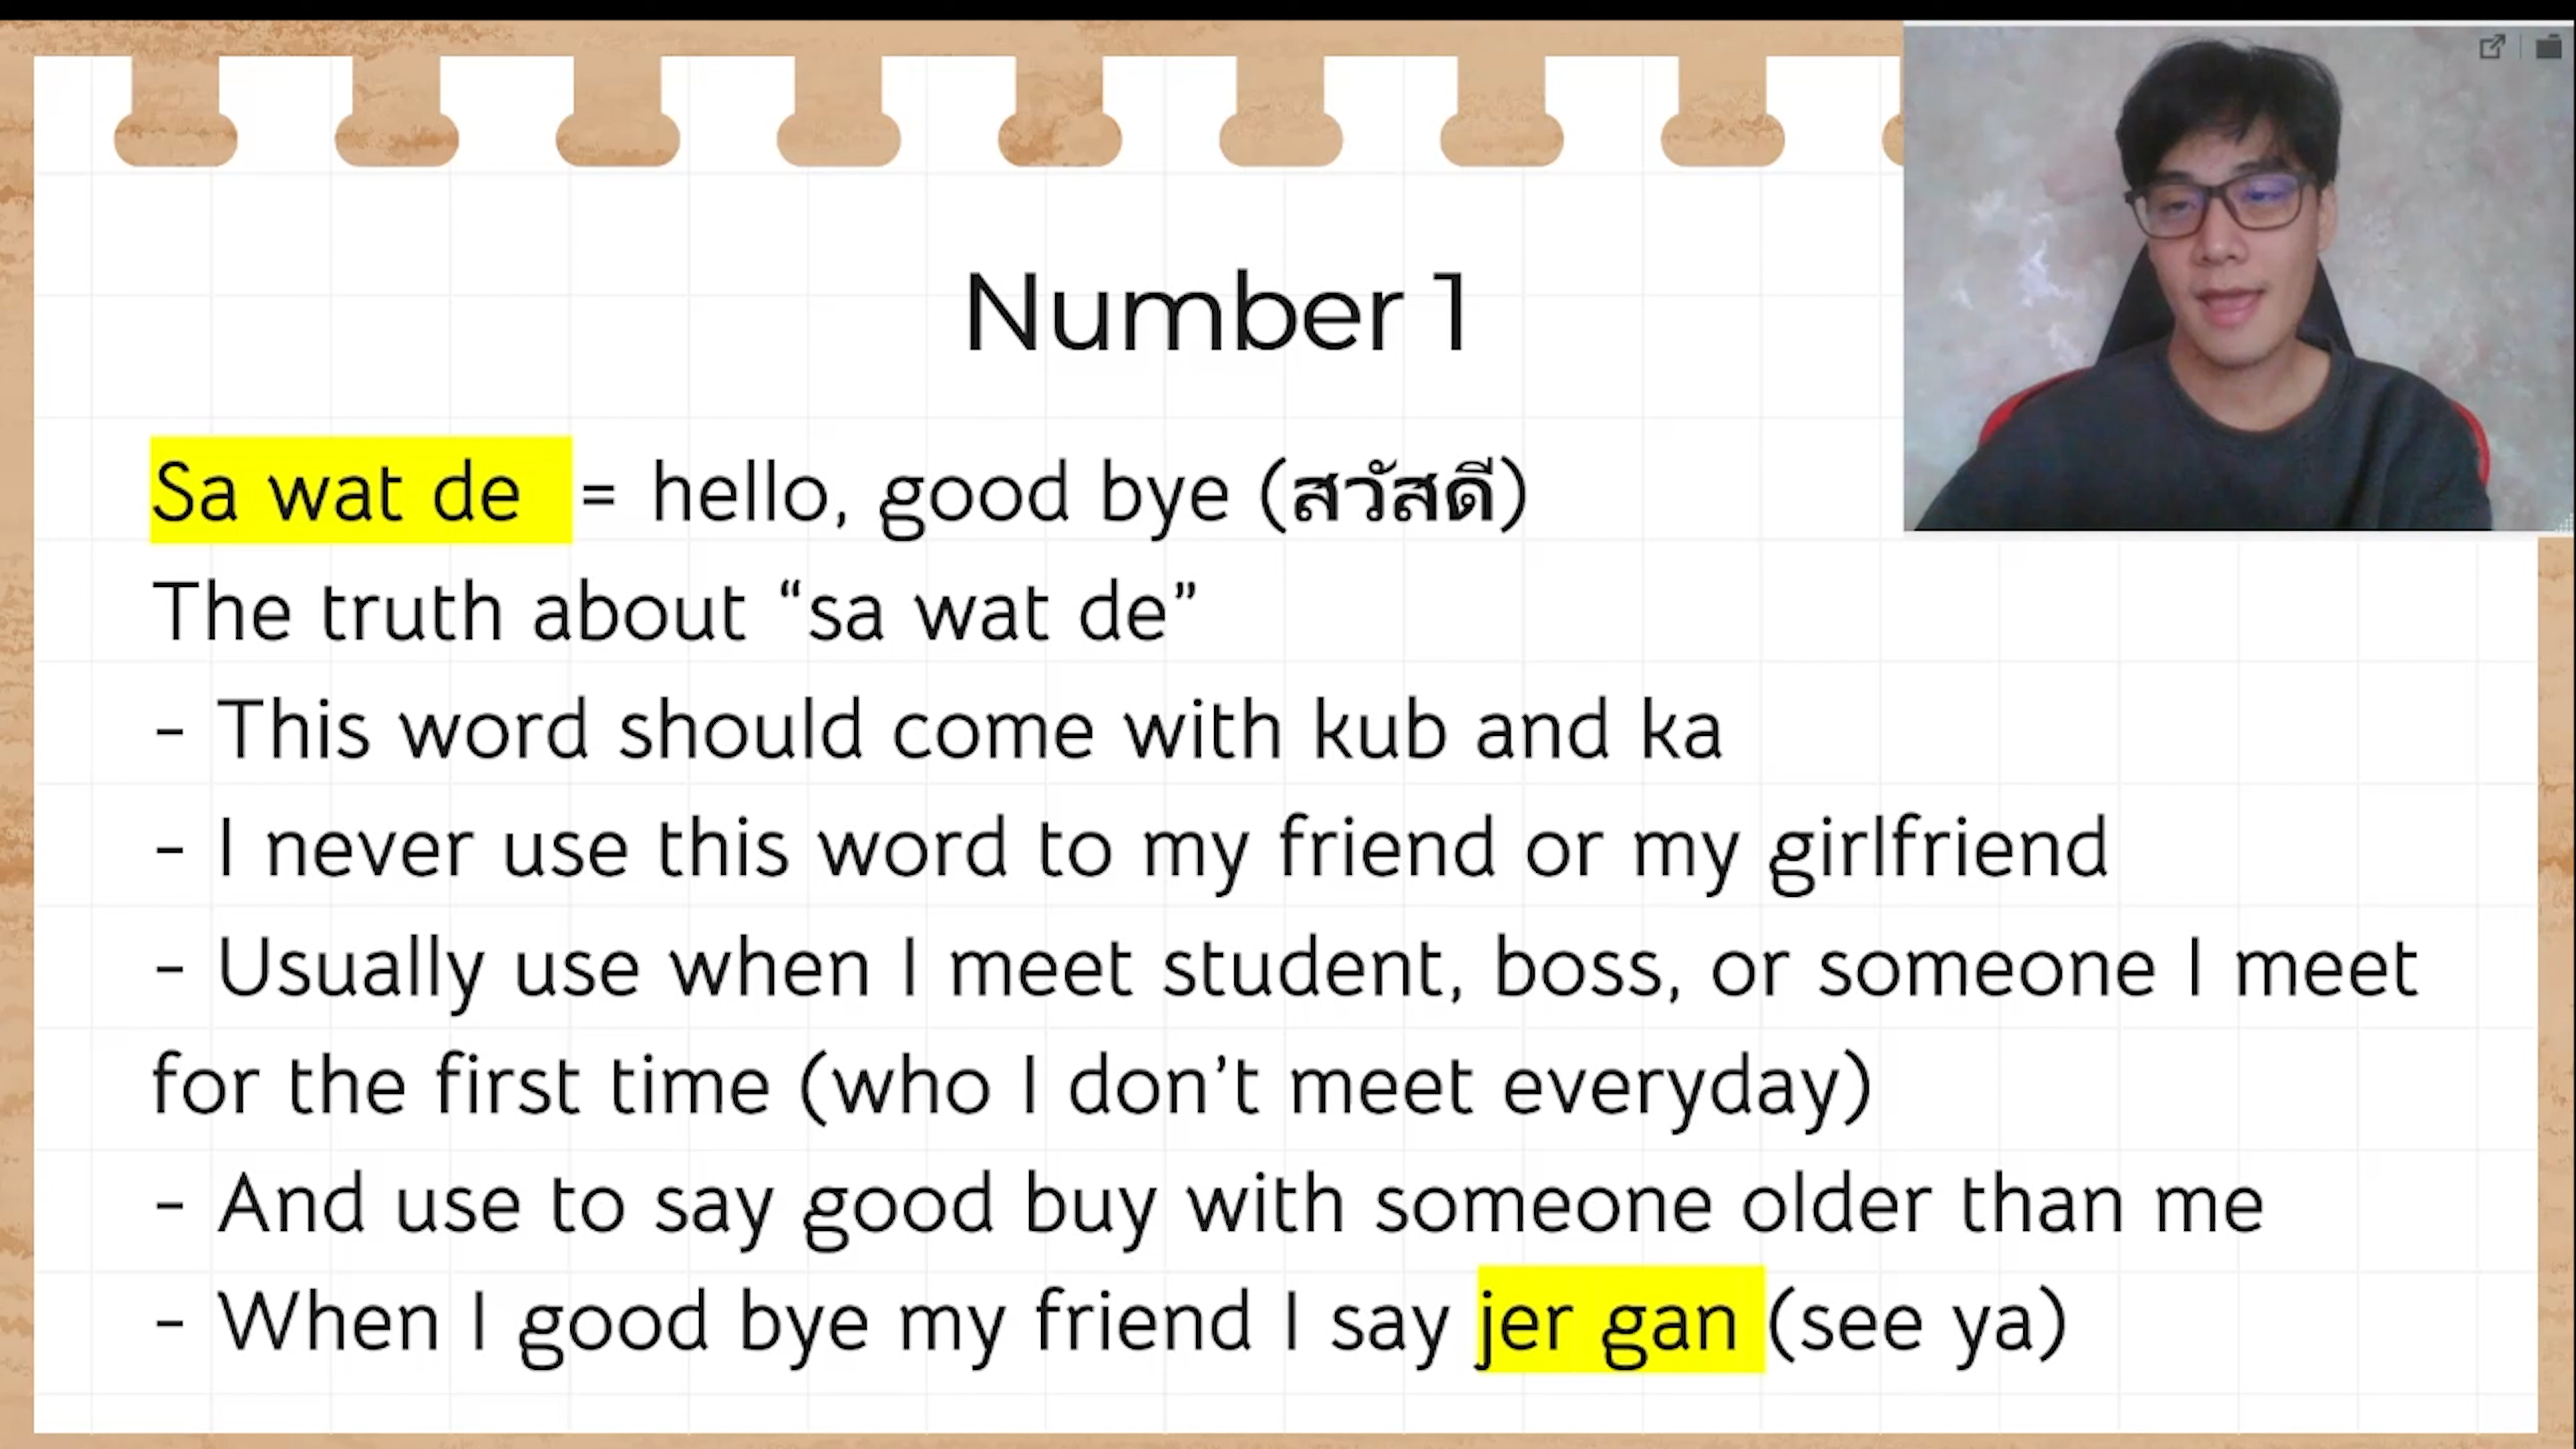 Number 1
Sa wat de = hello, good bye (สวัสดี)
The truth about “sa wat de”
- This word should come with kub and ka
- I never use this word to my friend or my girlfriend
- Usually use when I meet student, boss, or someone I meet
for the first time (who I don’t meet everyday)
- And use to say good buy with someone older than me
- When I good bye my friend I say jer gan (see ya)